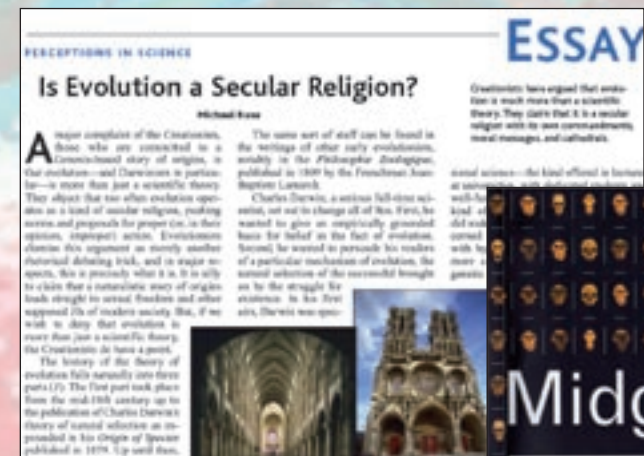 ESSAY
PERCEPTIONS IN SCIENCE
Is Evolution a Secular Religion?
Michael Ruse
Creationists have argued that evolu-
tion is much more than a scientific
theory. They claim that it is a secular
religion with its own commandments,
moral messages, and cathedrals.
A major complaint of the Creationists,
those who are committed to a
Genesis-based story of origins, is
that evolution—and Darwinism in particu-
lar—is more than just a scientific theory.
They object that too often evolution oper-
ates as a kind of secular religion, pushing
norms and proposals for proper (or, in their
opinion, improper) action. Evolutionists
dismiss this argument as merely another
rhetorical debating trick, and in major re-
spects, this is precisely what it is. It is silly
to claim that a naturalistic story of origins
leads straight to sexual freedom and other
supposed ills of modern society. But, if we
wish to deny that evolution is
more than just a scientific theory,
the Creationists do have a point.
The history of the theory of
evolution falls naturally into three
parts (1). The first part took place
from the mid-18th century up to
the publication of Charles Darwin's
theory of natural selection as ex-
pounded in his Origin of Species
published in Up until then,
The same sort of stuff can be found in
the writings of other early evolutionists,
notably in the Philosophie Zoologique,
published in 1809 by the Frenchman Jean-
Baptiste Lamarck.
Charles Darwin, a serious full-time sci-
entist, set out to change all of this. First, he
wanted to give an empirically grounded
basis for belief in the fact of evolution.
Second, he wanted to persuade his readers
of a particular mechanism of evolution, the
natural selection of the successful brought
on by the struggle for
existence. In his first
aim, Darwin was spec-
sional science—the kind offered in
at
well-
kind of
did
with
more
genetic
Midg